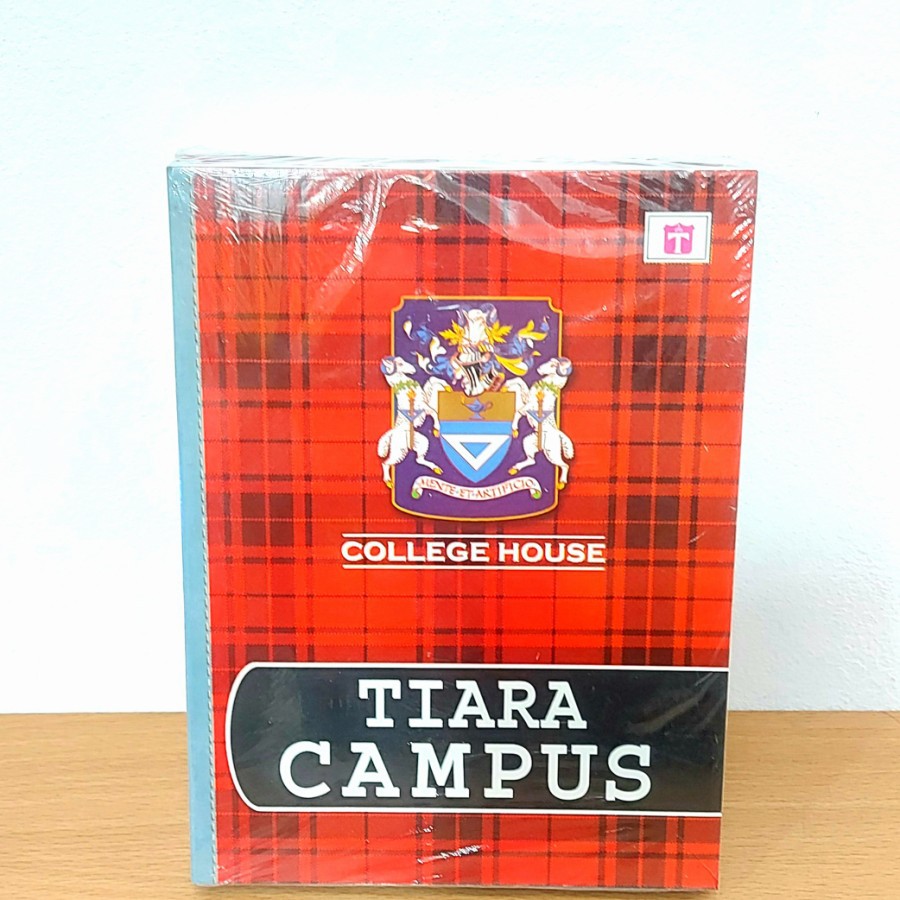 T
MENTE·ET·ARTIFICIO
COLLEGE HOUSE
TIARA
CAMPUS